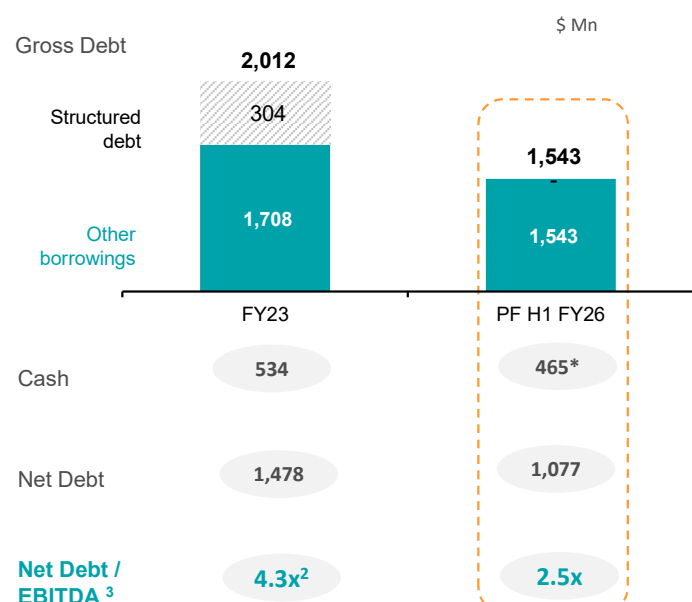 $ Mn
Gross Debt
2,012
Structured
debt
304
1,543
-
Other
borrowings
1,708
1,543
FY23
PF H1 FY26
Cash
534
465*
Net Debt
1,478
1,077
Net Debt /
EBITDA 3
4.3x2
2.5x